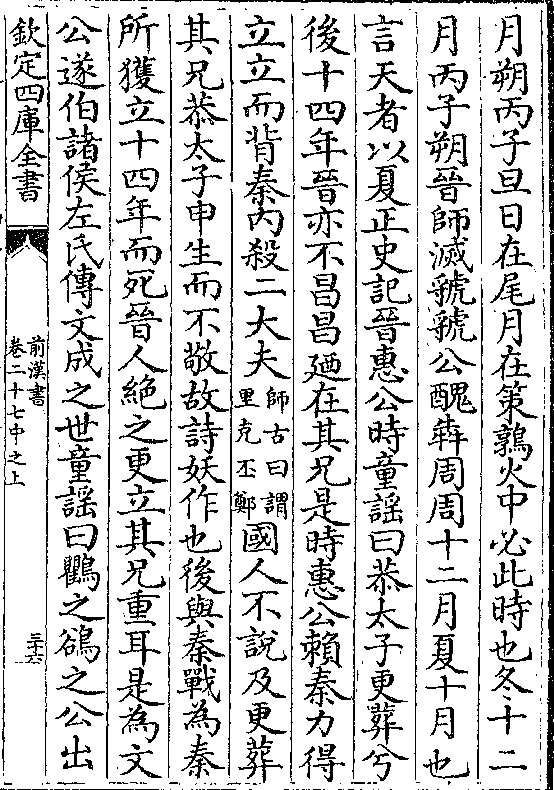 月朔丙子旦日在尾月在策鶉火中必此時也冬十二
月丙子朔晉師滅虢虢公醜犇周周十二月夏十月也
言天者以夏正史記晉惠公時童謡曰恭太子更葬兮
後十四年晉亦不昌昌廼在其兄是時惠公賴秦力得
立立而背秦内殺二大夫師古曰謂里克丕鄭國人不說及更葬
其兄恭太子申生而不敬故詩妖作也後與秦戰為秦
所獲立十四年而死晉人絶之更立其兄重耳是為文
公遂伯諸侯左氏傳文成之世童謡曰鸜之鵒之公出
欽定四庫全書
前漢書
卷二十七中之上
三十六